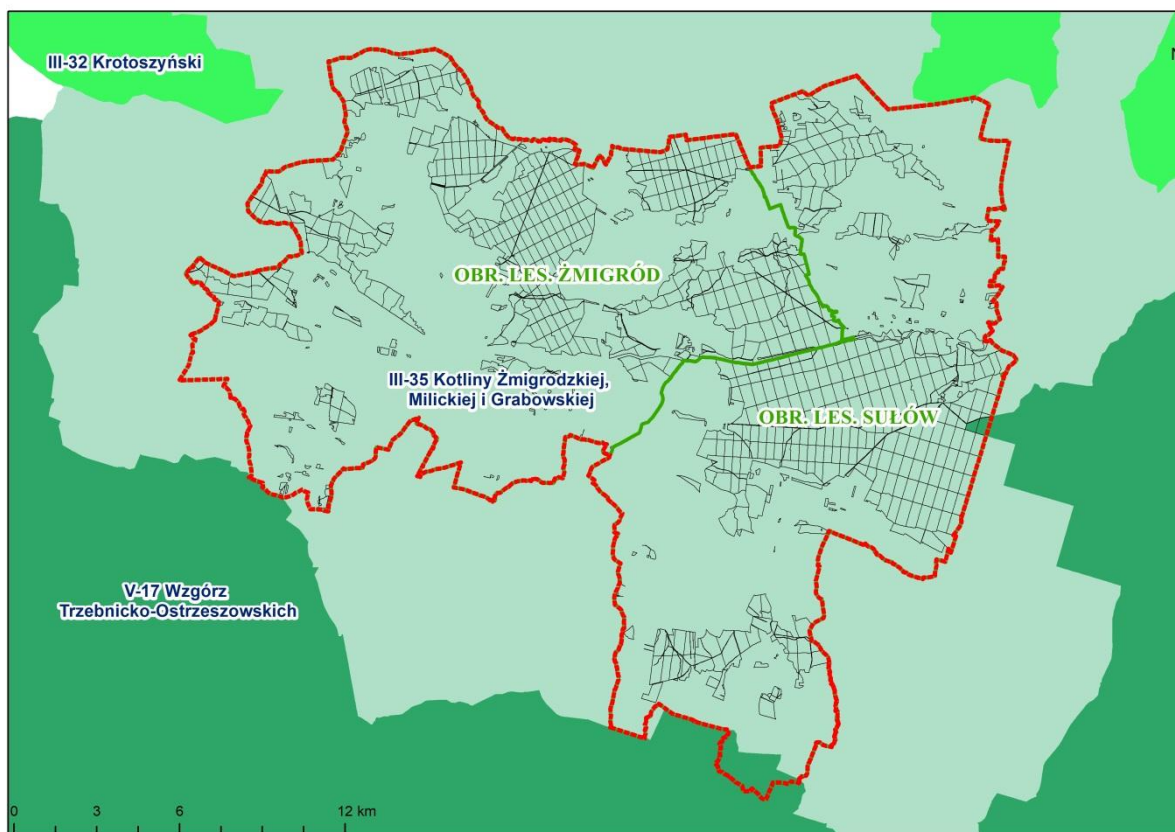 III-32 Krotoszyński
N
OBR. LES. ŻMIGRÓD
III-35 Kotliny Żmigrodzkiej,
Milickiej i Grabowskiej
OBR. LES. SUŁÓW
V-17 Wzgórz
Trzebnicko-Ostrzeszowskich
0 3 6 12 km